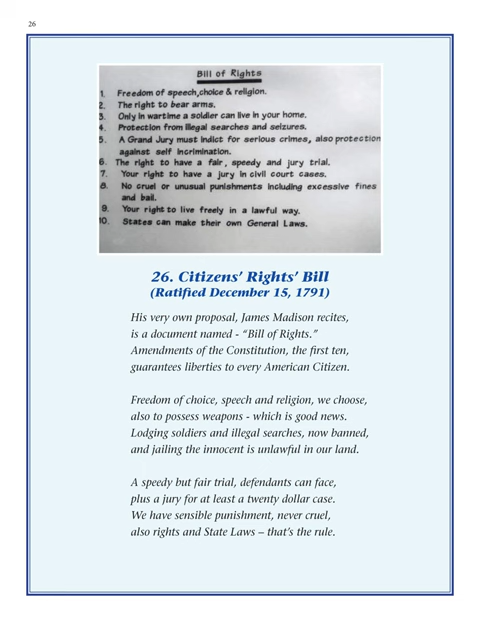 26
Bill of Rights
1. Freedom of speech,choice & religion.
2. The right to bear arms.
3. Only in wartime a soldier can live in your home.
4. Protection from illegal searches and seizures.
5. A Grand Jury must indict for serious crimes, also protection
against self incrimination.
6. The right to have a fair, speedy and jury trial.
7. Your right to have a jury in civil court cases.
8. No cruel or unusual punishments including excessive fines
and bail.
9. Your right to live freely in a lawful way.
10. States can make their own General Laws.
26. Citizens' Rights' Bill
(Ratified December 15, 1791)
His very own proposal, James Madison recites,
is a document named - “Bill of Rights.”
Amendments of the Constitution, the first ten,
guarantees liberties to every American Citizen.
Freedom of choice, speech and religion, we choose,
also to possess weapons - which is good news.
Lodging soldiers and illegal searches, now banned,
and jailing the innocent is unlawful in our land.
A speedy but fair trial, defendants can face,
plus a jury for at least a twenty dollar case.
We have sensible punishment, never cruel,
also rights and State Laws – that's the rule.